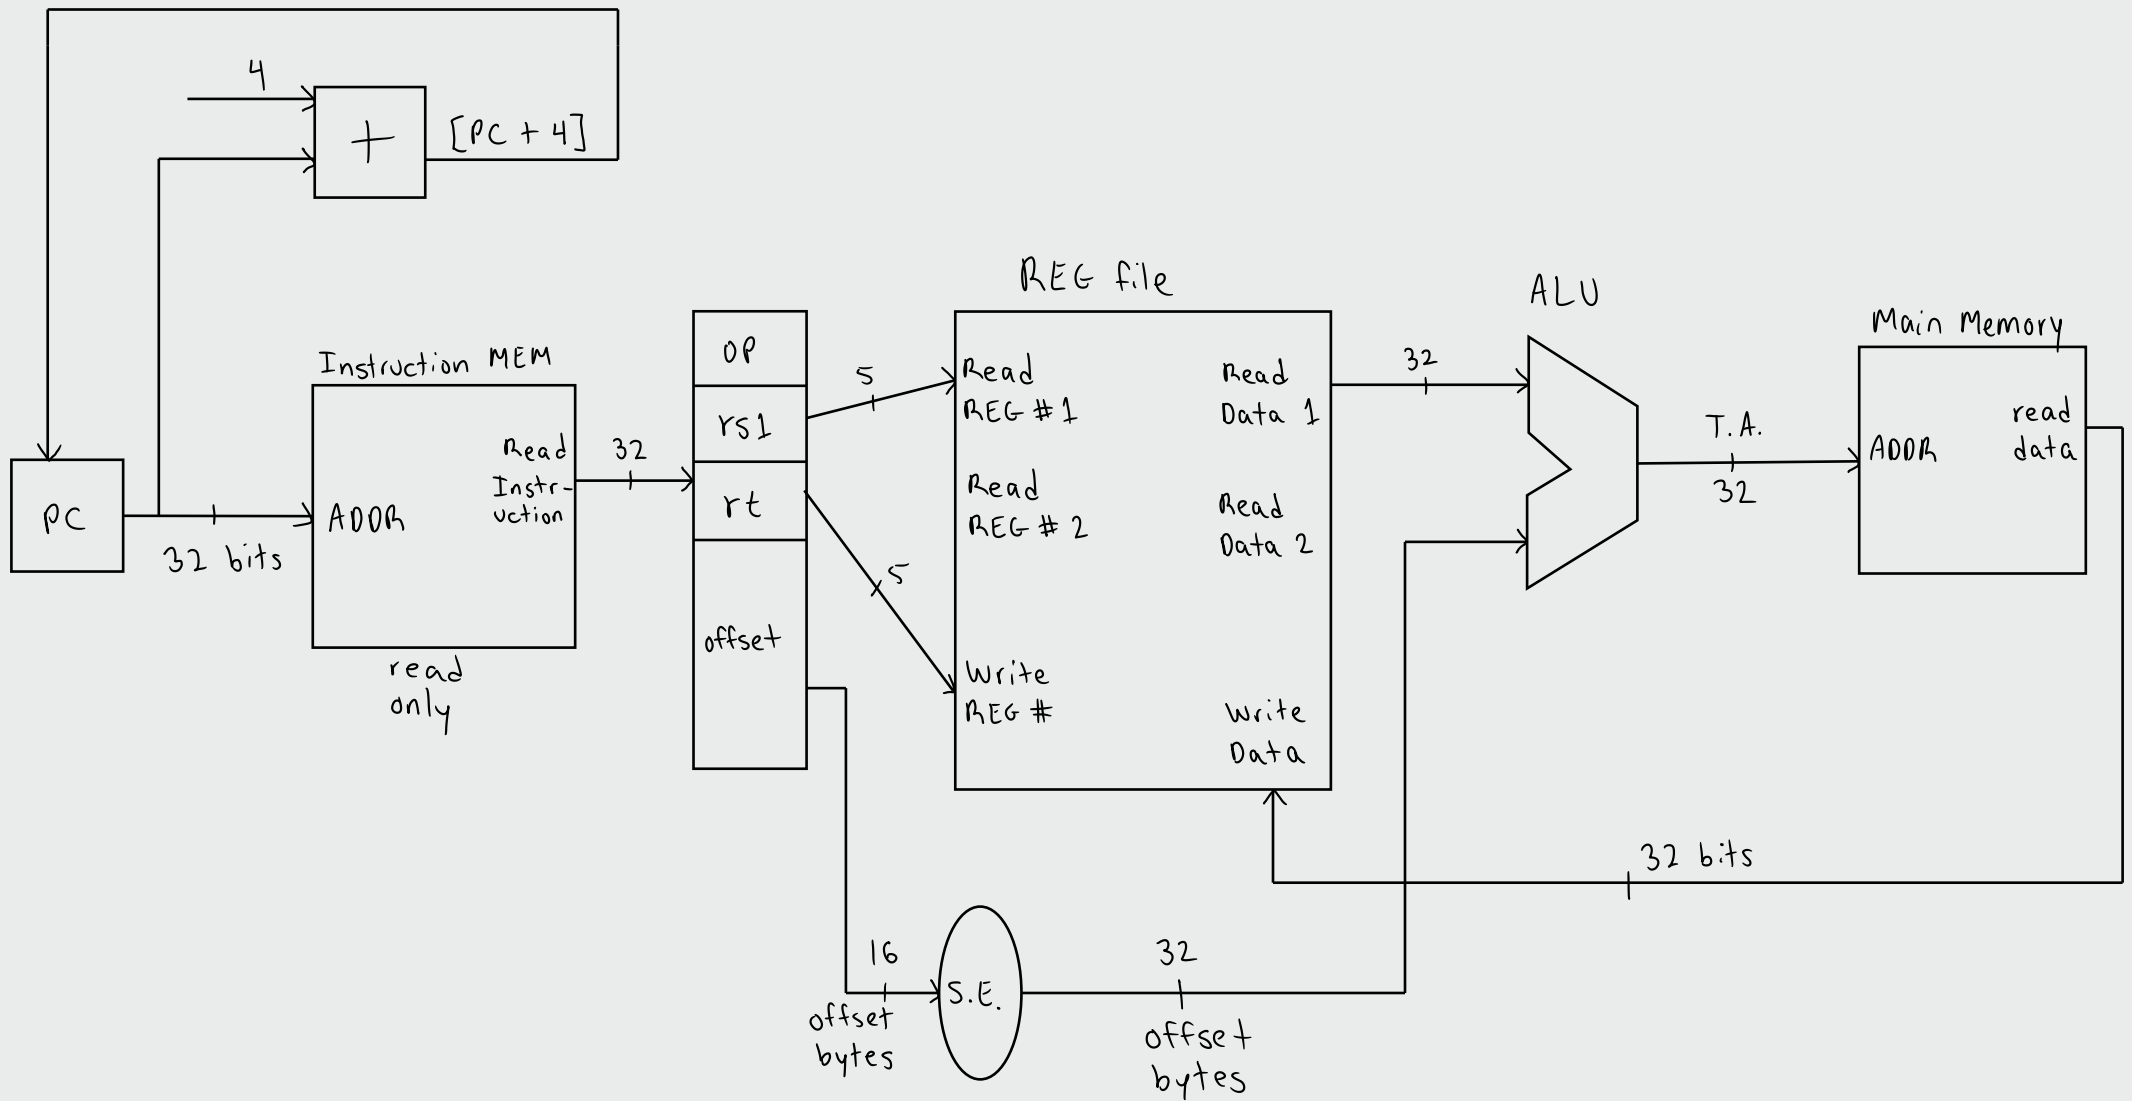 4
+
[PC + 4]
REG file
ALU
Main Memory
Instruction MEM
OP
Read
REG # 1
Read
Data 1
5
32
T.A.
32
read
data
ADDR
Read
Instr-
uction
32
rs1
PC
ADDR
32 bits
rt
Read
REG # 2
Read
Data 2
5
offset
read
only
Write
REG #
Write
Data
32 bits
16
S.E.
32
offset
bytes
offset
bytes